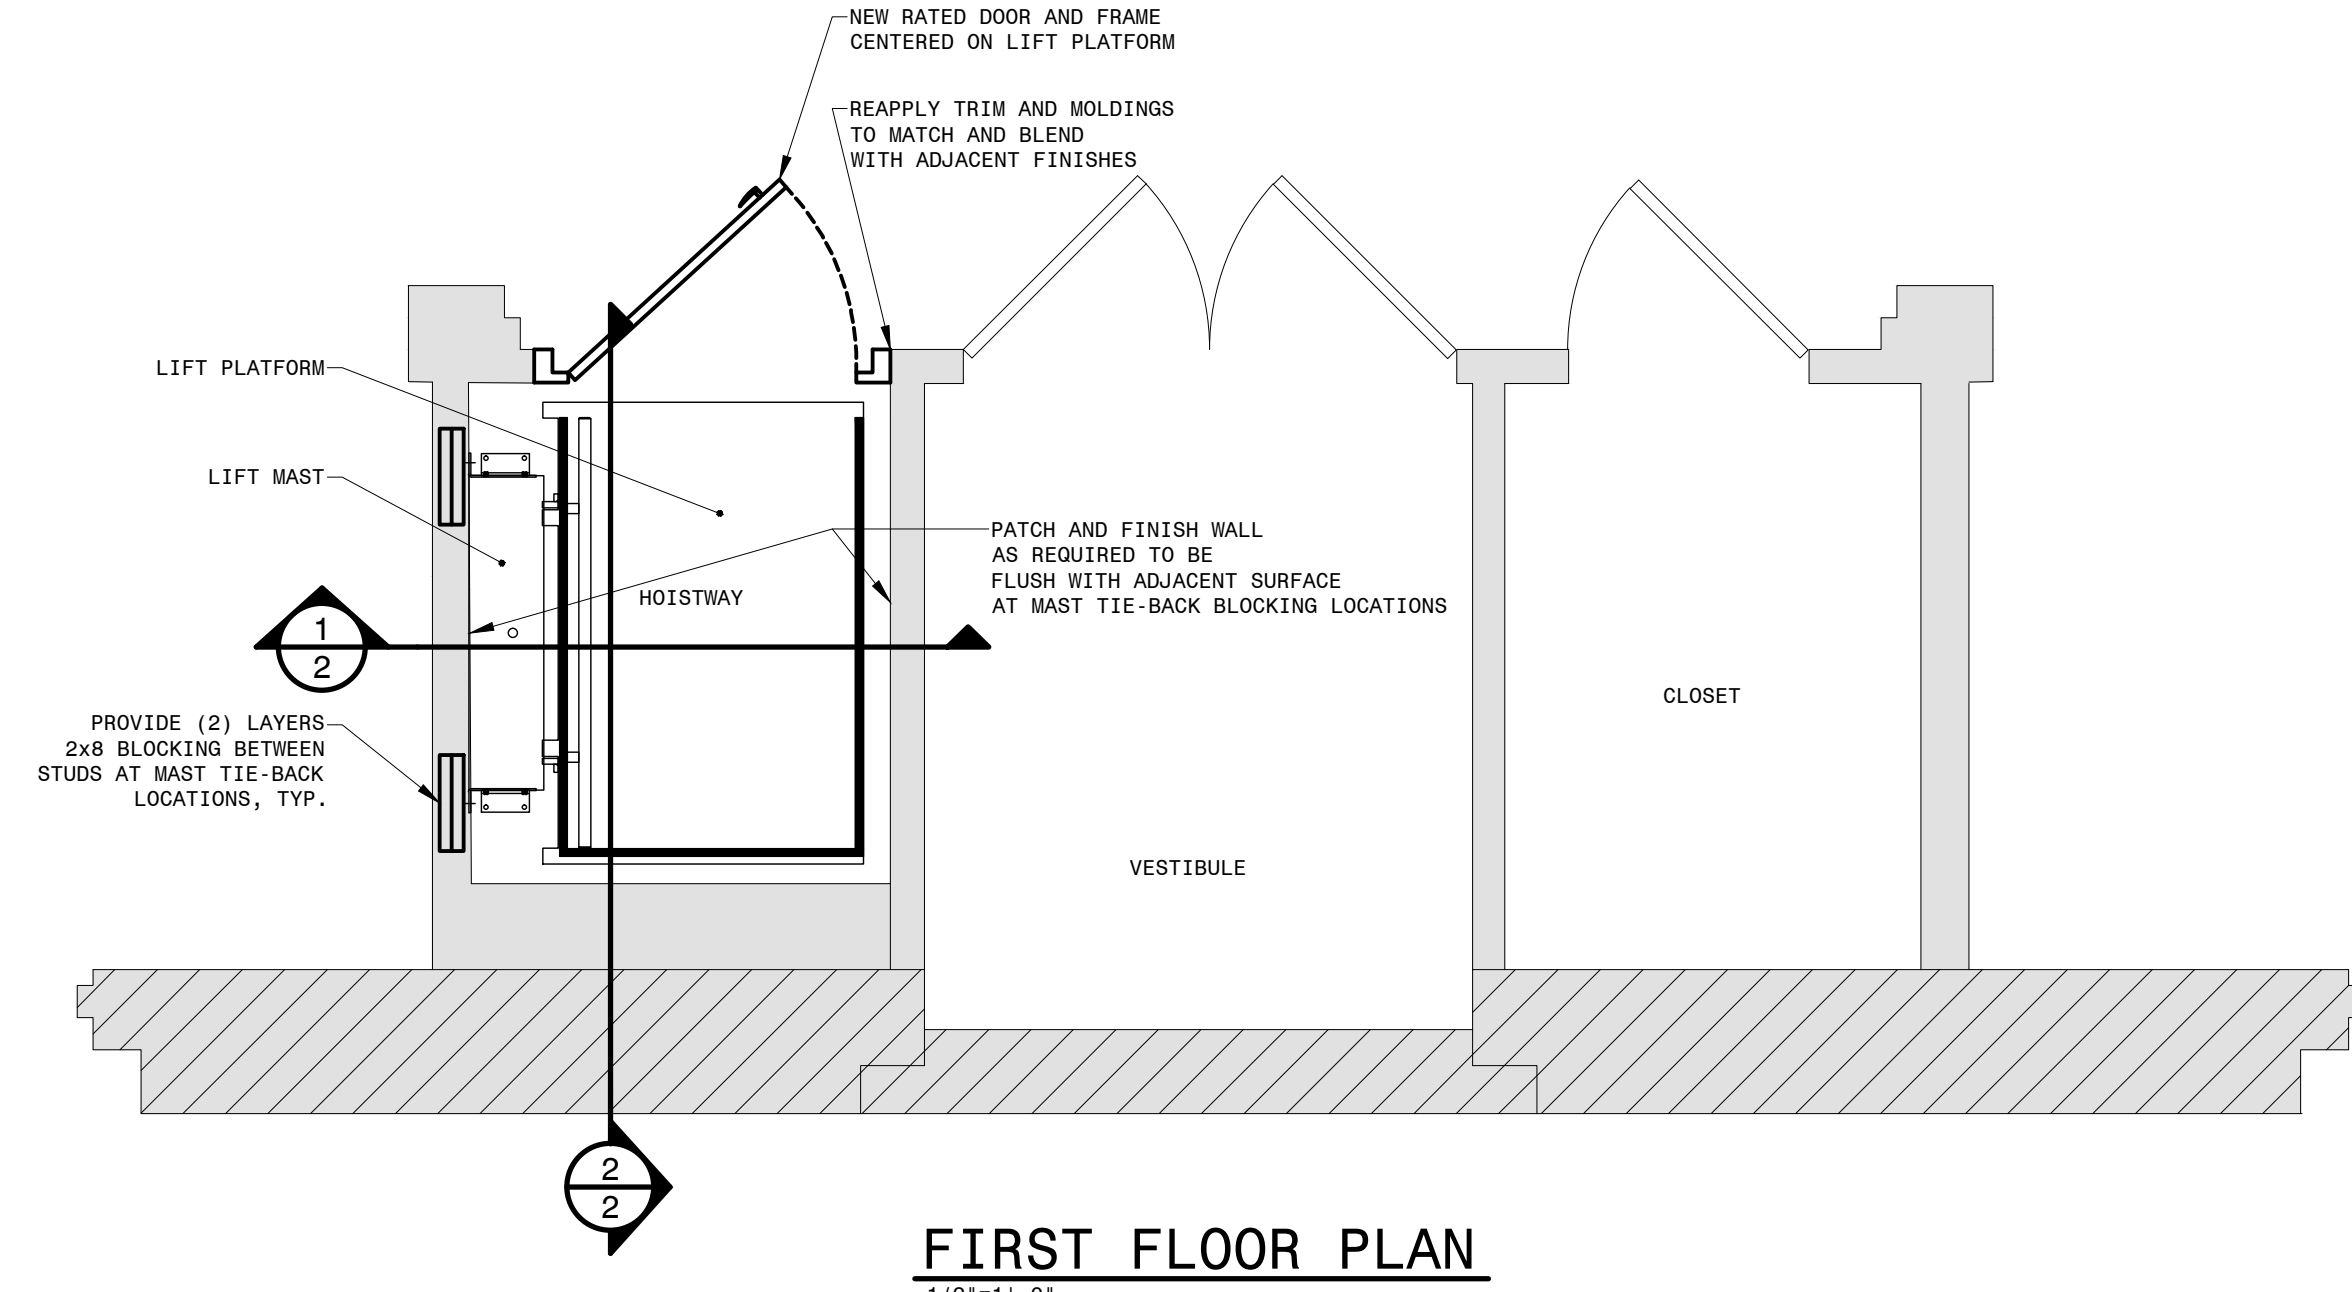 NEW RATED DOOR AND FRAME
CENTERED ON LIFT PLATFORM
REAPPLY TRIM AND MOLDINGS
TO MATCH AND BLEND
WITH ADJACENT FINISHES
LIFT PLATFORM
LIFT MAST
PATCH AND FINISH WALL
AS REQUIRED TO BE
FLUSH WITH ADJACENT SURFACE
AT MAST TIE-BACK BLOCKING LOCATIONS
HOISTWAY
1
2
CLOSET
PROVIDE (2) LAYERS
2x8 BLOCKING BETWEEN
STUDS AT MAST TIE-BACK
LOCATIONS, TYP.
VESTIBULE
2
2
FIRST FLOOR PLAN